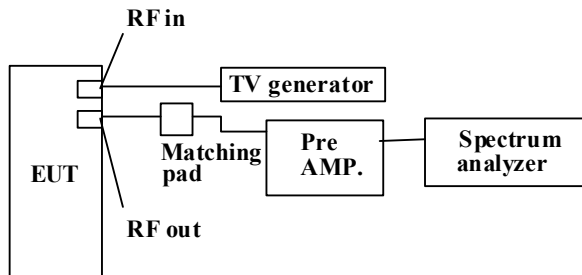 RF in
TV generator
Matching
pad
Pre
AMP.
Spectrum
analyzer
EUT
RF out